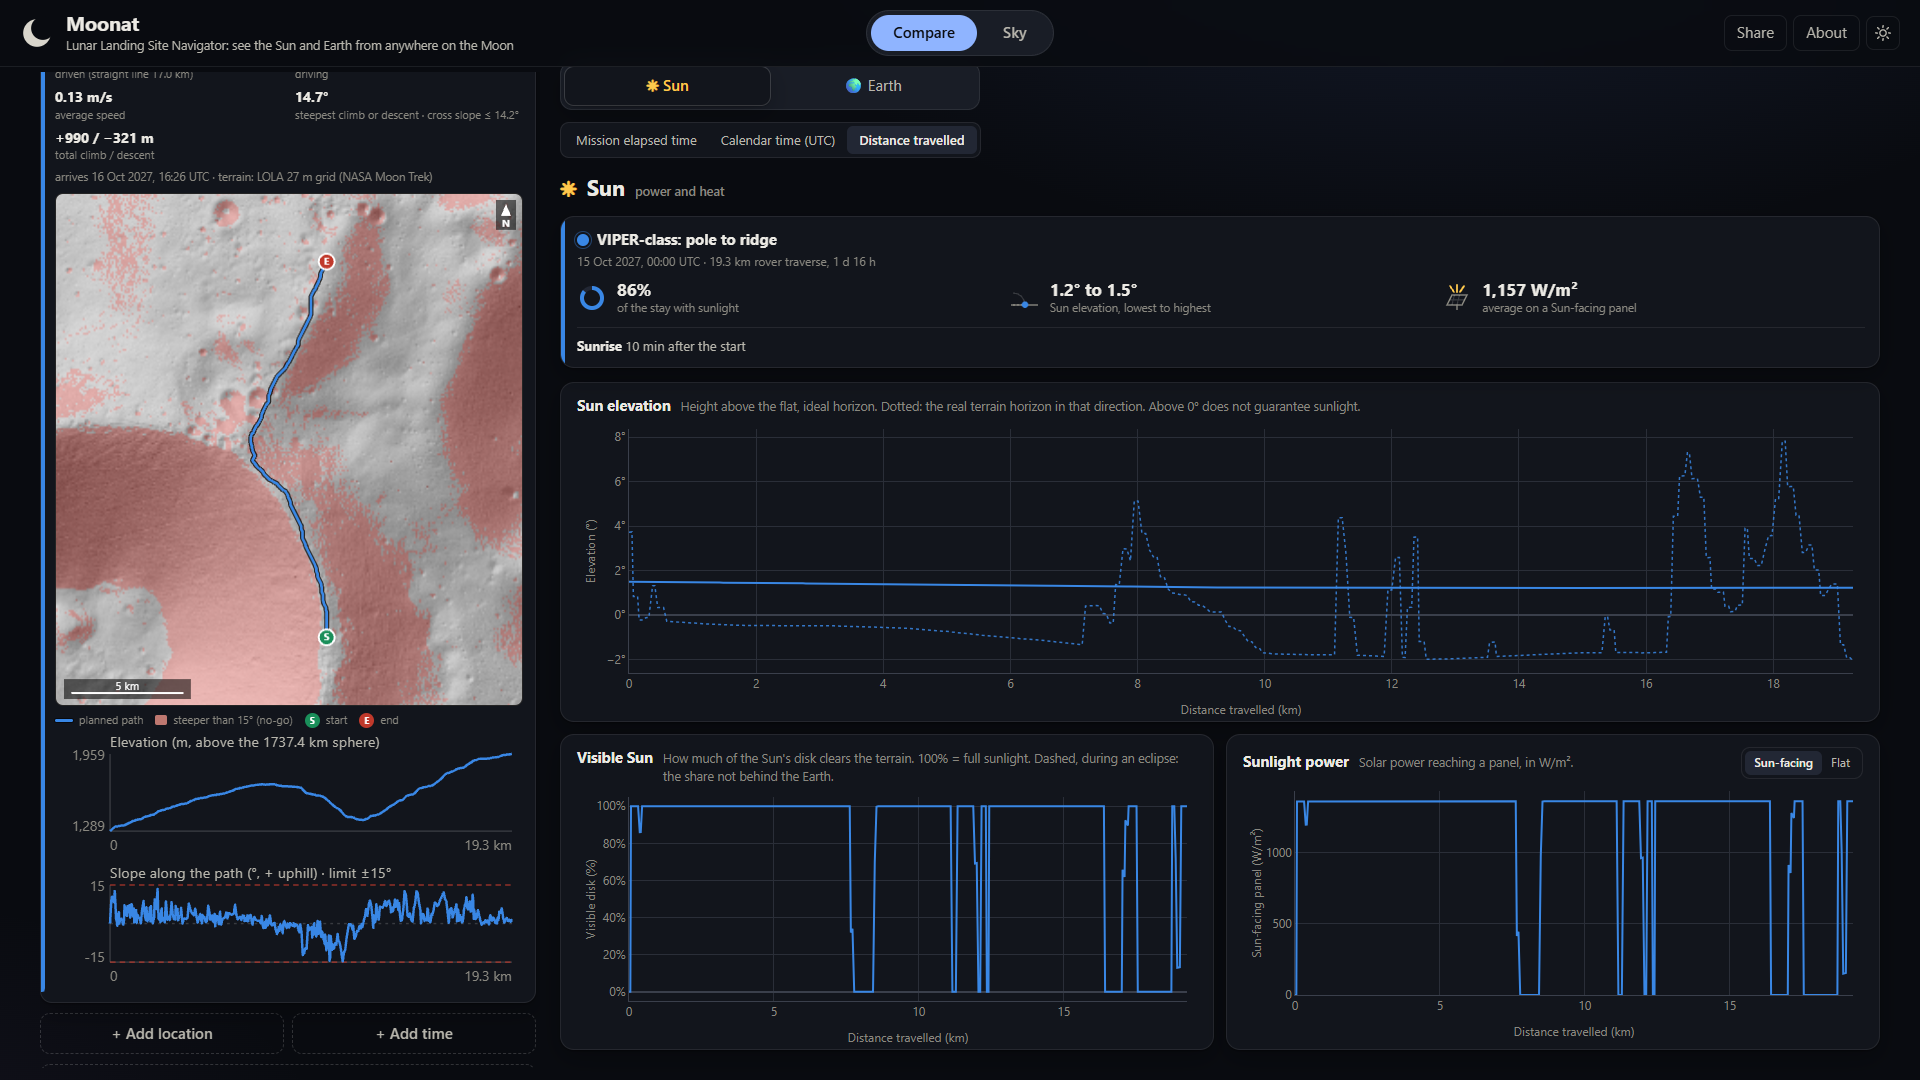 Moonat
Lunar Landing Site Navigator: see the Sun and Earth from anywhere on the Moon
Compare
Sky
Share
About
driven (straight line 17.0 km)
driving
0.13 m/s
average speed
14.7°
steepest climb or descent · cross slope ≤ 14.2°
+990 / −321 m
total climb / descent
arrives 16 Oct 2027, 16:26 UTC · terrain: LOLA 27 m grid (NASA Moon Trek)
N
E
S
5 km
planned path
steeper than 15° (no-go)
S start
E end
Elevation (m, above the 1737.4 km sphere)
1,959
1,289
0
19.3 km
Slope along the path (°, + uphill) · limit ±15°
15
-15
0
19.3 km
+ Add location
+ Add time
Sun
Earth
Mission elapsed time
Calendar time (UTC)
Distance travelled
Sun power and heat
VIPER-class: pole to ridge
15 Oct 2027, 00:00 UTC · 19.3 km rover traverse, 1 d 16 h
86%
of the stay with sunlight
1.2° to 1.5°
Sun elevation, lowest to highest
1,157 W/m²
average on a Sun-facing panel
Sunrise 10 min after the start
Sun elevation Height above the flat, ideal horizon. Dotted: the real terrain horizon in that direction. Above 0° does not guarantee sunlight.
Elevation (°)
8°
6°
4°
2°
0°
−2°
0 2 4 6 8 10 12 14 16 18
Distance travelled (km)
Visible Sun How much of the Sun's disk clears the terrain. 100% = full sunlight. Dashed, during an eclipse:
the share not behind the Earth.
Visible disk (%)
100%
80%
60%
40%
20%
0%
0 5 10 15
Distance travelled (km)
Sunlight power Solar power reaching a panel, in W/m².
Sun-facing
Flat
Sun-facing panel (W/m²)
1000
500
0
0 5 10 15
Distance travelled (km)